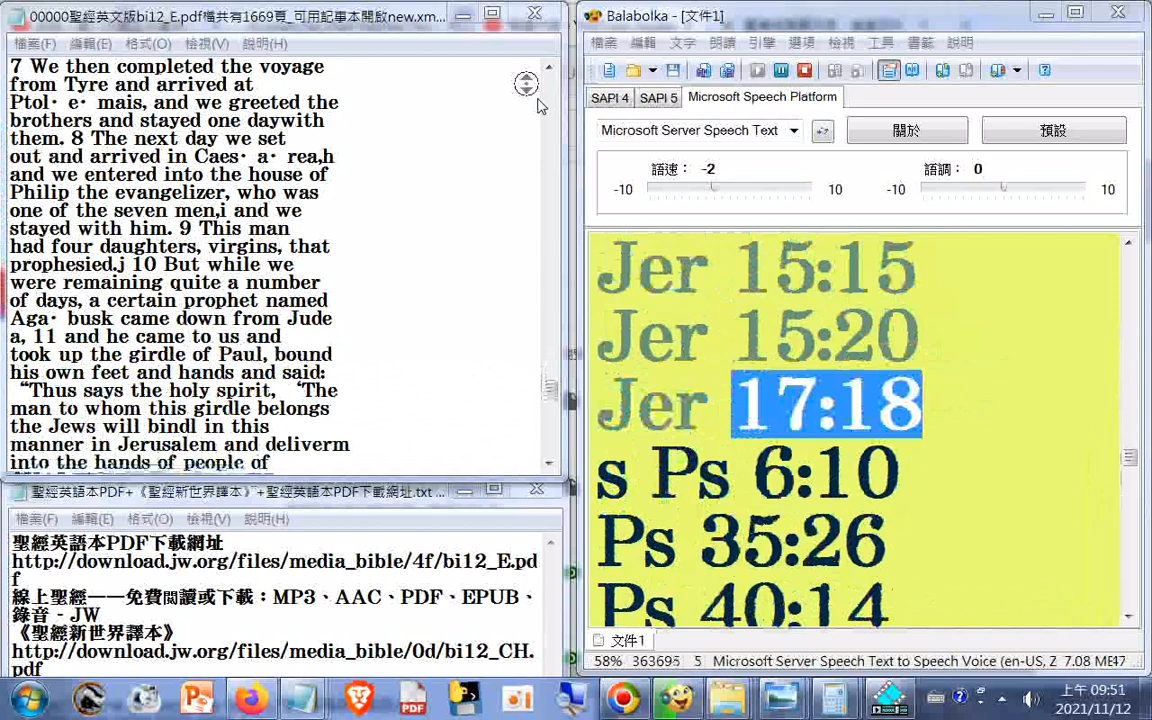 00000聖經英文版bi12_E.pdf檔共有1669頁_可用記事本開啟new.xm...
檔案(F) 編輯(E) 格式(O) 檢視(V) 說明(H)
7 We then completed the voyage
from Tyre and arrived at
Ptol· e· mais, and we greeted the
brothers and stayed one daywith
them. 8 The next day we set
out and arrived in Caes· a· rea,h
and we entered into the house of
Philip the evangelizer, who was
one of the seven men,i and we
stayed with him. 9 This man
had four daughters, virgins, that
prophesied.j 10 But while we
were remaining quite a number
of days, a certain prophet named
Aga· busk came down from Jude
a, 11 and he came to us and
took up the girdle of Paul, bound
his own feet and hands and said:
“Thus says the holy spirit, ‘The
man to whom this girdle belongs
the Jews will bindl in this
manner in Jerusalem and deliverm
into the hands of people of
聖經英語本PDF+《聖經新世界譯本》+聖經英語本PDF下載網址.txt ...
檔案(F) 編輯(E) 格式(O) 檢視(V) 說明(H)
聖經英語本PDF下載網址
http://download.jw.org/files/media_bible/4f/bi12_E.pd
f
線上聖經——免費閱讀或下載：MP3、AAC、PDF、EPUB、
錄音 - JW
《聖經新世界譯本》
http://download.jw.org/files/media_bible/0d/bi12_CH.
pdf
Balabolka - [文件1]
檔案 編輯 文字 朗讀 引擎 選項 檢視 工具 書籤 說明
SAPI 4 SAPI 5 Microsoft Speech Platform
Microsoft Server Speech Text 關於 預設
語速： -2 語調： 0
-10 10 -10 10
Jer 15:15
Jer 15:20
Jer 17:18
s Ps 6:10
Ps 35:26
Ps 40:14
文件1
58% 363695 5 Microsoft Server Speech Text to Speech Voice (en-US, Z 7.08 ME47
上午 09:51
2021/11/12